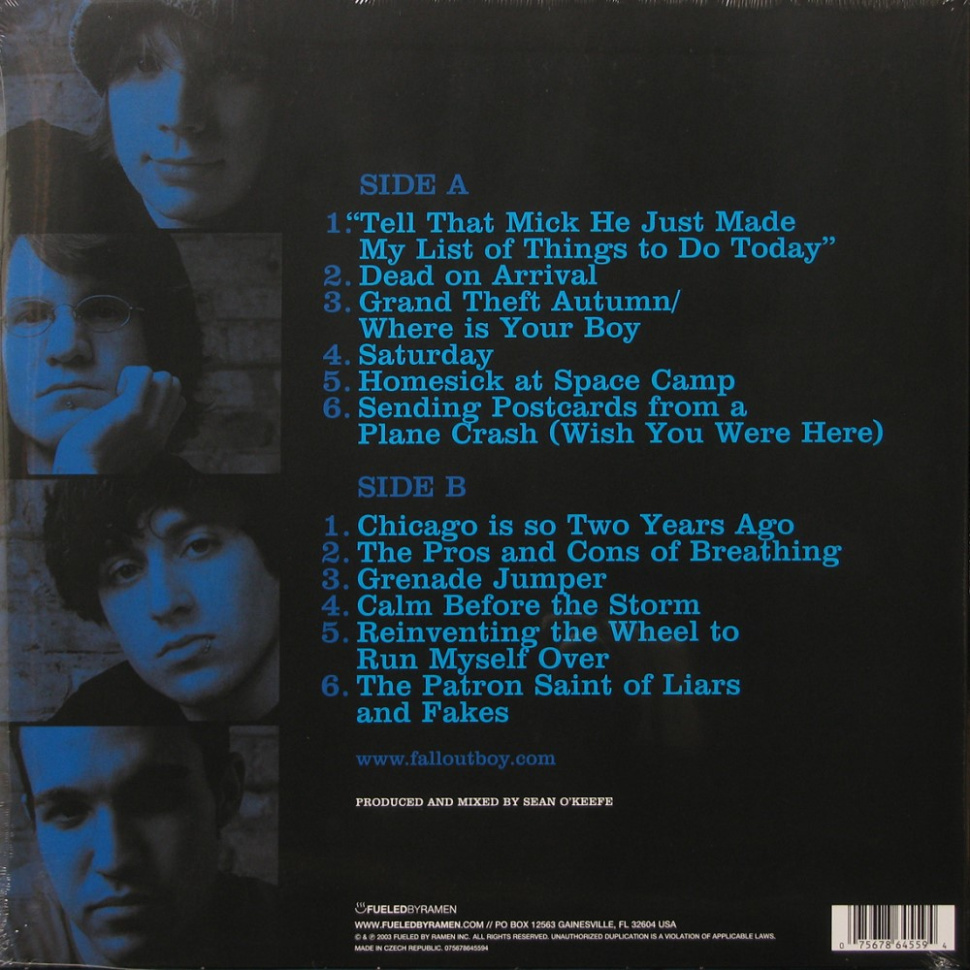 SIDE A
1. “Tell That Mick He Just Made
My List of Things to Do Today”
2. Dead on Arrival
3. Grand Theft Autumn/
Where is Your Boy
4. Saturday
5. Homesick at Space Camp
6. Sending Postcards from a
Plane Crash (Wish You Were Here)
SIDE B
1. Chicago is so Two Years Ago
2. The Pros and Cons of Breathing
3. Grenade Jumper
4. Calm Before the Storm
5. Reinventing the Wheel to
Run Myself Over
6. The Patron Saint of Liars
and Fakes
www.falloutboy.com
PRODUCED AND MIXED BY SEAN O’KEEFE
FUELEDBYRAMEN
WWW.FUELEDBYRAMEN.COM // PO BOX 12563 GAINESVILLE, FL 32604 USA
© & ℗ 2003 FUELED BY RAMEN INC. ALL RIGHTS RESERVED. UNAUTHORIZED DUPLICATION IS A VIOLATION OF APPLICABLE LAWS.
MADE IN CZECH REPUBLIC. 075678645594
0 75678 64559 4